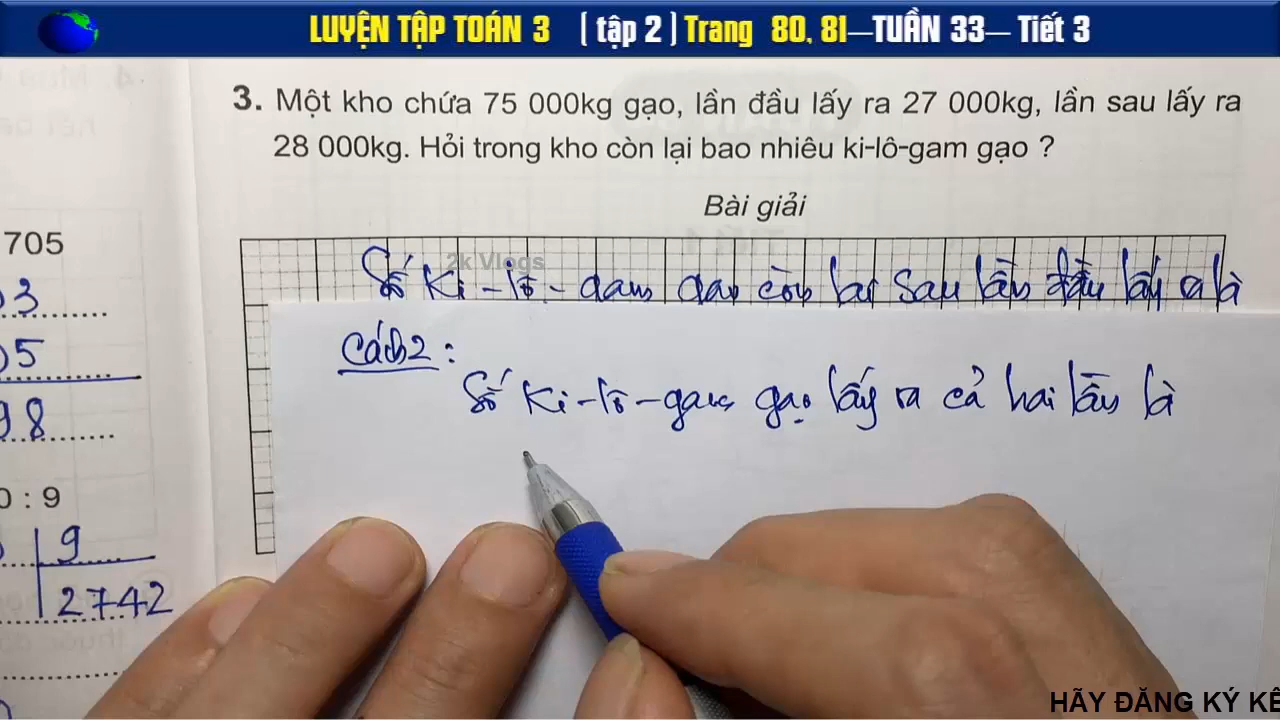 LUYỆN TẬP TOÁN 3 ( tập 2 ) Trang 80, 81–TUẦN 33– Tiết 3
3. Một kho chứa 75 000kg gạo, lần đầu lấy ra 27 000kg, lần sau lấy ra
28 000kg. Hỏi trong kho còn lại bao nhiêu ki-lô-gam gạo ?
Bài giải
2k Vlogs
Số ki-lô-gam gạo còn lại sau lần đầu lấy ra là
Cách 2 :
Số ki-lô-gam gạo lấy ra cả hai lần là
705
3
5
98
0 : 9
9
2742
HÃY ĐĂNG KÝ KÊ